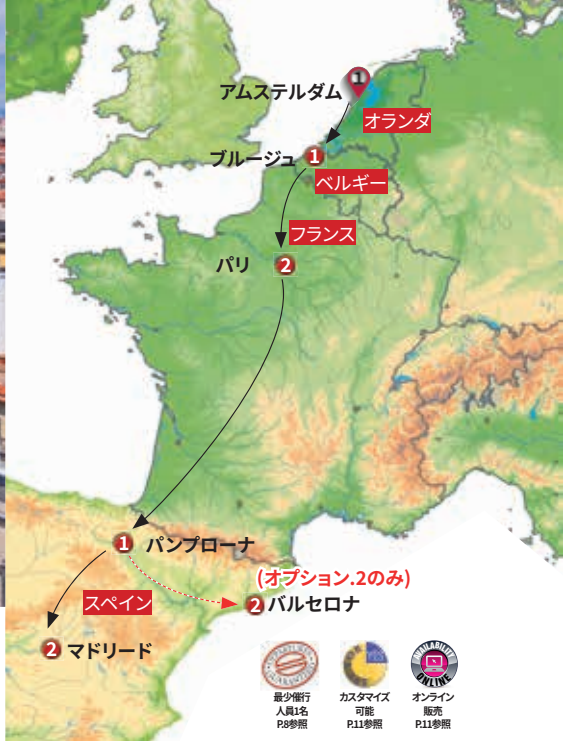 1
アムステルダム
オランダ
ブルージュ 1
ベルギー
フランス
パリ 2
1 パンプローナ
(オプション.2のみ)
スペイン
2 バルセロナ
2 マドリード
AVAILABILITY
ONLINE
最少催行
人員1名
P.8参照
カスタマイズ
可能
P.11参照
オンライン
販売
P.11参照